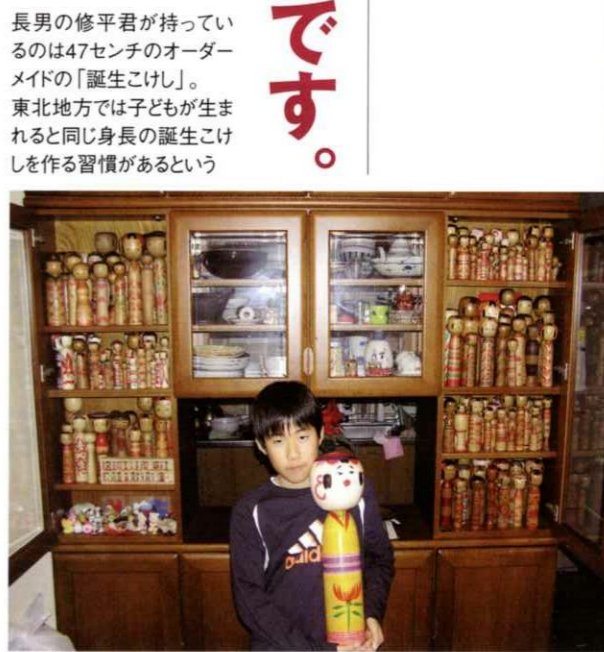 長男の修平君が持ってい
るのは47センチのオーダー
メイドの「誕生こけし」。
東北地方では子どもが生ま
れると同じ身長の誕生こけ
しを作る習慣があるという
です。
adidas